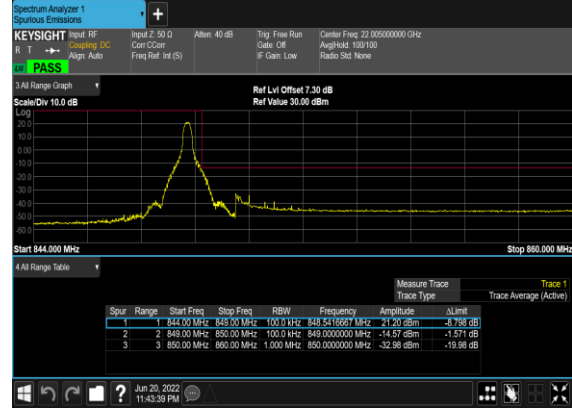 Spectrum Analyzer 1
Spurious Emissions
KEYSIGHT Input: RF Input Z: 50 Ω Atten: 40 dB Trig: Free Run Center Freq: 22.005000000 GHz
R T Coupling: DC Corr CCorr Gate: Off Avg|Hold: 100/100
Align: Auto Freq Ref: Int (S) IF Gain: Low Radio Std: None
PASS
3 All Range Graph
Ref Lvl Offset 7.30 dB
Scale/Div 10.0 dB Ref Value 30.00 dBm
Log
20.0
10.0
0.00
-10.0
-20.0
-30.0
-40.0
-50.0
-60.0
Start 844.000 MHz Stop 860.000 MHz
4 All Range Table
Measure Trace Trace 1
Trace Type Trace Average (Active)
Spur Range Start Freq Stop Freq RBW Frequency Amplitude ΔLimit
1 1 844.00 MHz 849.00 MHz 100.0 kHz 848.5416667 MHz 21.20 dBm -8.798 dB
2 2 849.00 MHz 850.00 MHz 100.0 kHz 849.0000000 MHz -14.57 dBm -1.571 dB
3 3 850.00 MHz 860.00 MHz 1.000 MHz 850.0000000 MHz -32.98 dBm -19.98 dB
Jun 20, 2022
11:43:39 PM